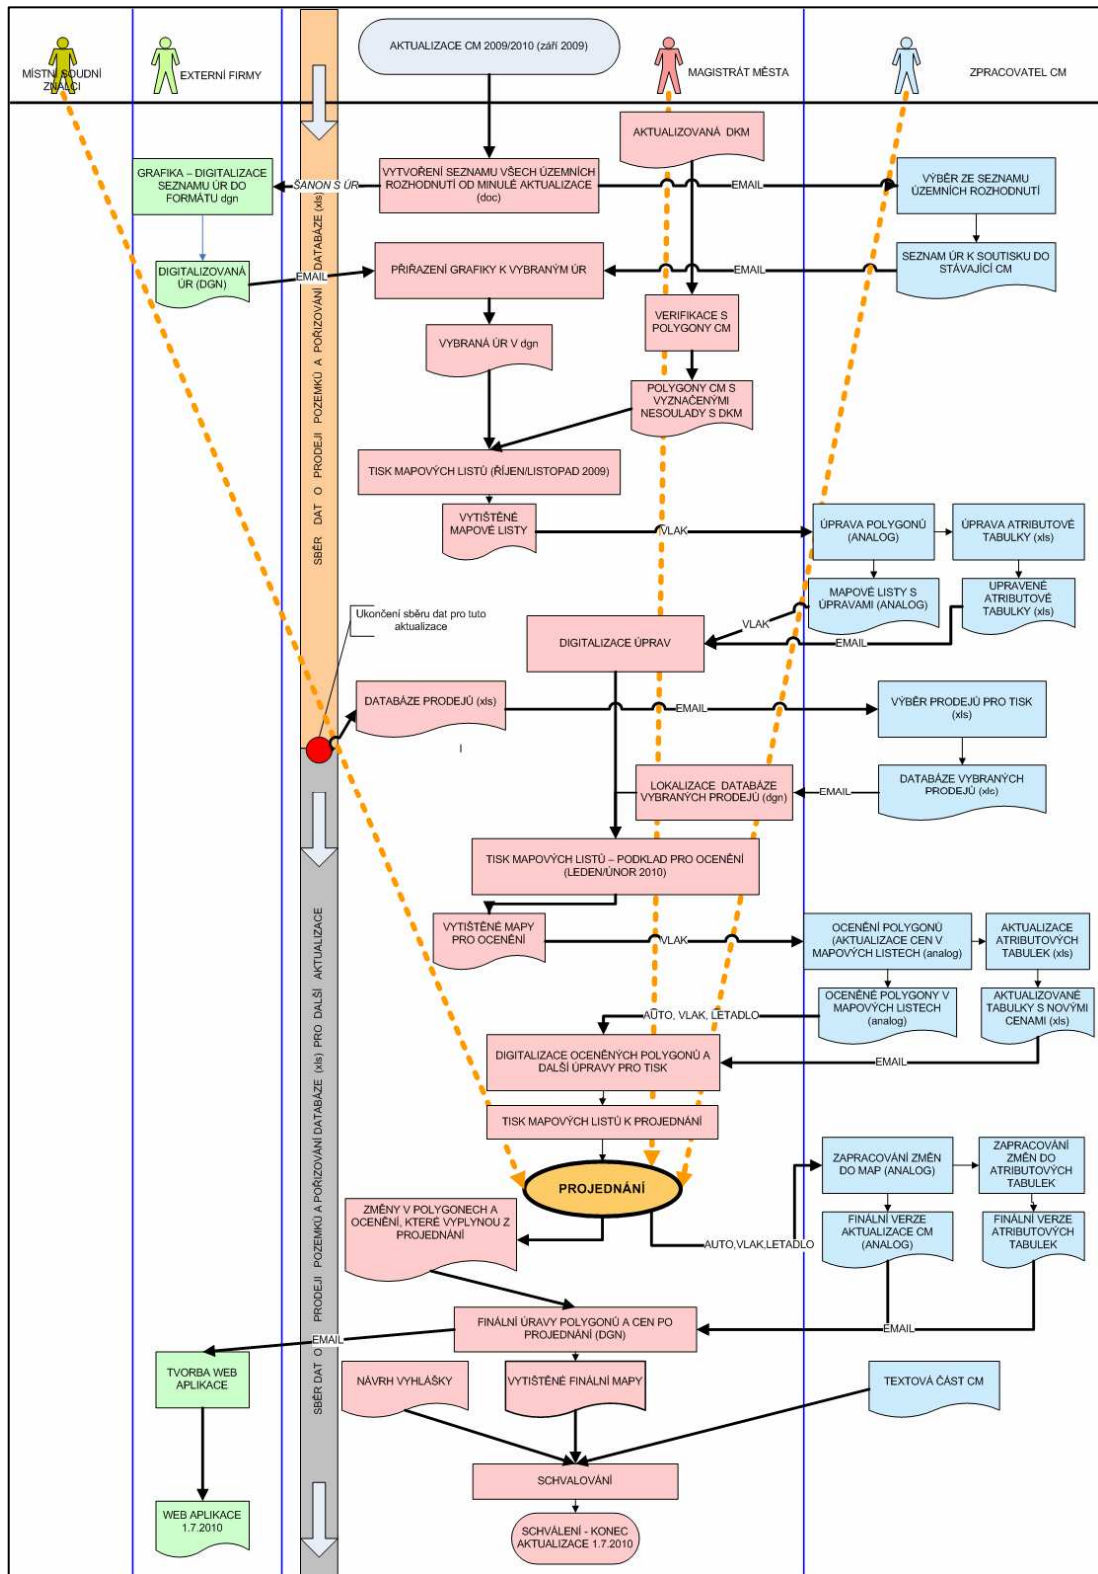 AKTUALIZACE CM 2009/2010 (září 2009)
MÍSTNÍ SOUDNÍ
ZNALCI
EXTERNÍ FIRMY
MAGISTRÁT MĚSTA
ZPRACOVATEL CM
AKTUALIZOVANÁ DKM
GRAFIKA – DIGITALIZACE
SEZNAMU ÚR DO
FORMÁTU dgn
ŠANON S ÚR
VYTVOŘENÍ SEZNAMU VŠECH ÚZEMNÍCH
ROZHODNUTÍ OD MINULÉ AKTUALIZACE
(doc)
EMAIL
VÝBĚR ZE SEZNAMU
ÚZEMNÍCH ROZHODNUTÍ
DIGITALIZOVANÁ
ÚR (DGN)
EMAIL
PŘIŘAZENÍ GRAFIKY K VYBRANÝM ÚR
EMAIL
SEZNAM ÚR K SOUTISKU DO
STÁVAJÍCÍ CM
VERIFIKACE S
POLYGONY CM
VYBRANÁ ÚR V dgn
POLYGONY CM S
VYZNAČENÝMI
NESOULADY S DKM
SBĚR DAT O PRODEJI POZEMKŮ A POŘIZOVÁNÍ DATABÁZE (xls)
TISK MAPOVÝCH LISTŮ (ŘÍJEN/LISTOPAD 2009)
VYTIŠTĚNÉ
MAPOVÉ LISTY
VLAK
ÚPRAVA POLYGONŮ
(ANALOG)
ÚPRAVA ATRIBUTOVÉ
TABULKY (xls)
MAPOVÉ LISTY S
ÚPRAVAMI (ANALOG)
UPRAVENÉ
ATRIBUTOVÉ
TABULKY (xls)
Ukončení sběru dat pro tuto
aktualizace
VLAK
DIGITALIZACE ÚPRAV
EMAIL
DATABÁZE PRODEJŮ (xls)
EMAIL
VÝBĚR PRODEJŮ PRO TISK
(xls)
I
LOKALIZACE DATABÁZE
VYBRANÝCH PRODEJŮ (dgn)
EMAIL
DATABÁZE VYBRANÝCH
PRODEJŮ (xls)
TISK MAPOVÝCH LISTŮ – PODKLAD PRO OCENĚNÍ
(LEDEN/ÚNOR 2010)
VYTIŠTĚNÉ MAPY
PRO OCENĚNÍ
VLAK
OCENĚNÍ POLYGONŮ
(AKTUALIZACE CEN V
MAPOVÝCH LISTECH (analog)
AKTUALIZACE
ATRIBUTOVÝCH
TABULEK (xls)
OCENĚNÉ POLYGONY V
MAPOVÝCH LISTECH
(analog)
AKTUALIZOVANÉ
TABULKY S NOVÝMI
CENAMI (xls)
AUTO, VLAK, LETADLO
DIGITALIZACE OCENĚNÝCH POLYGONŮ A
DALŠÍ ÚPRAVY PRO TISK
EMAIL
TISK MAPOVÝCH LISTŮ K PROJEDNÁNÍ
SBĚR DAT O PRODEJI POZEMKŮ A POŘIZOVÁNÍ DATABÁZE (xls) PRO DALŠÍ AKTUALIZACE
PROJEDNÁNÍ
ZAPRACOVÁNÍ ZMĚN
DO MAP (ANALOG)
ZAPRACOVÁNÍ
ZMĚN DO
ATRIBUTOVÝCH
TABULEK
ZMĚNY V POLYGONECH A
OCENĚNÍ, KTERÉ VYPLYNOU Z
PROJEDNÁNÍ
AUTO,VLAK,LETADLO
FINÁLNÍ VERZE
AKTUALIZACE CM
(ANALOG)
FINÁLNÍ VERZE
ATRIBUTOVÝCH
TABULEK
FINÁLNÍ ÚRAVY POLYGONŮ A CEN PO
PROJEDNÁNÍ (DGN)
EMAIL
EMAIL
TVORBA WEB
APLIKACE
NÁVRH VYHLÁŠKY
VYTIŠTĚNÉ FINÁLNÍ MAPY
TEXTOVÁ ČÁST CM
SCHVALOVÁNÍ
WEB APLIKACE
1.7.2010
SCHVÁLENÍ - KONEC
AKTUALIZACE 1.7.2010